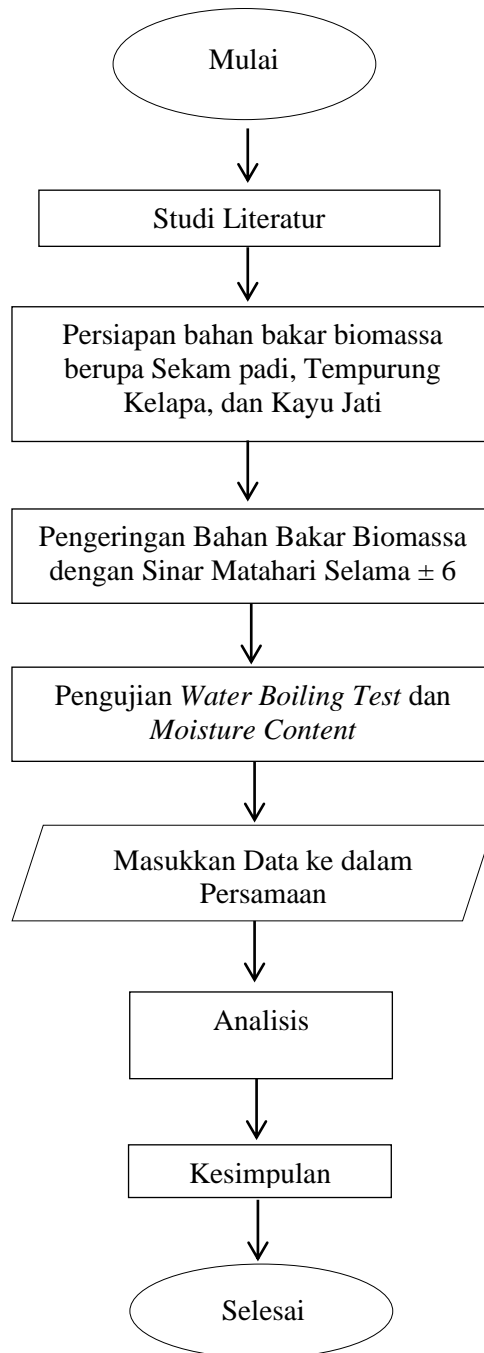 Mulai
Studi Literatur
Persiapan bahan bakar biomassa
berupa Sekam padi, Tempurung
Kelapa, dan Kayu Jati
Pengeringan Bahan Bakar Biomassa
dengan Sinar Matahari Selama ± 6
Pengujian Water Boiling Test dan
Moisture Content
Masukkan Data ke dalam
Persamaan
Analisis
Kesimpulan
Selesai